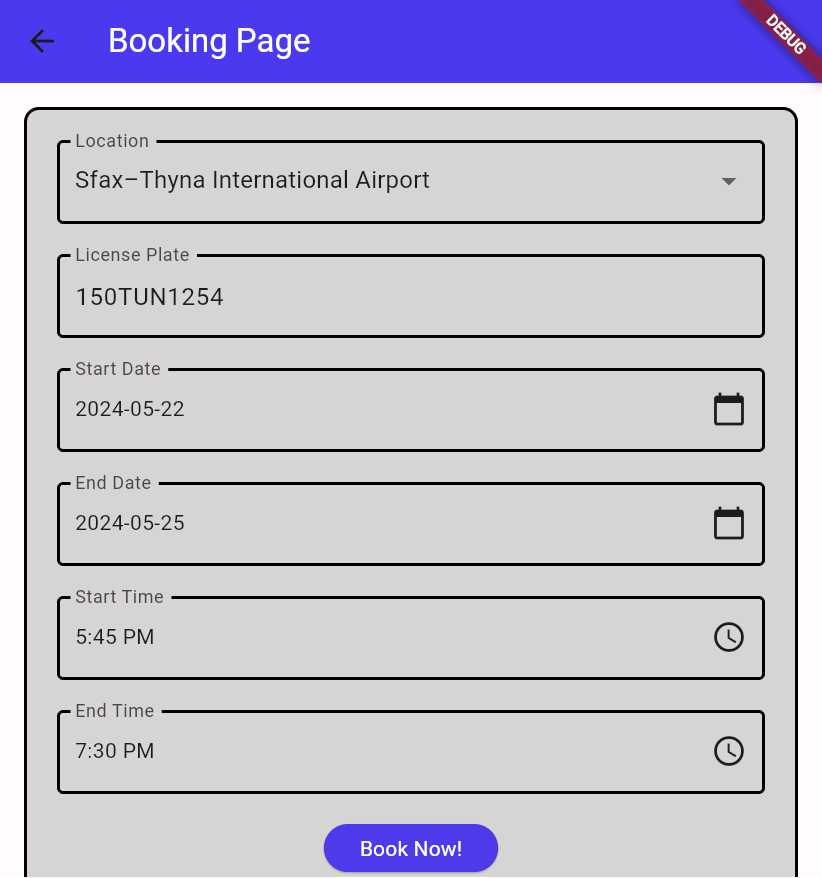 Booking Page
DEBUG
Location
Sfax–Thyna International Airport
License Plate
150TUN1254
Start Date
2024-05-22
End Date
2024-05-25
Start Time
5:45 PM
End Time
7:30 PM
Book Now!